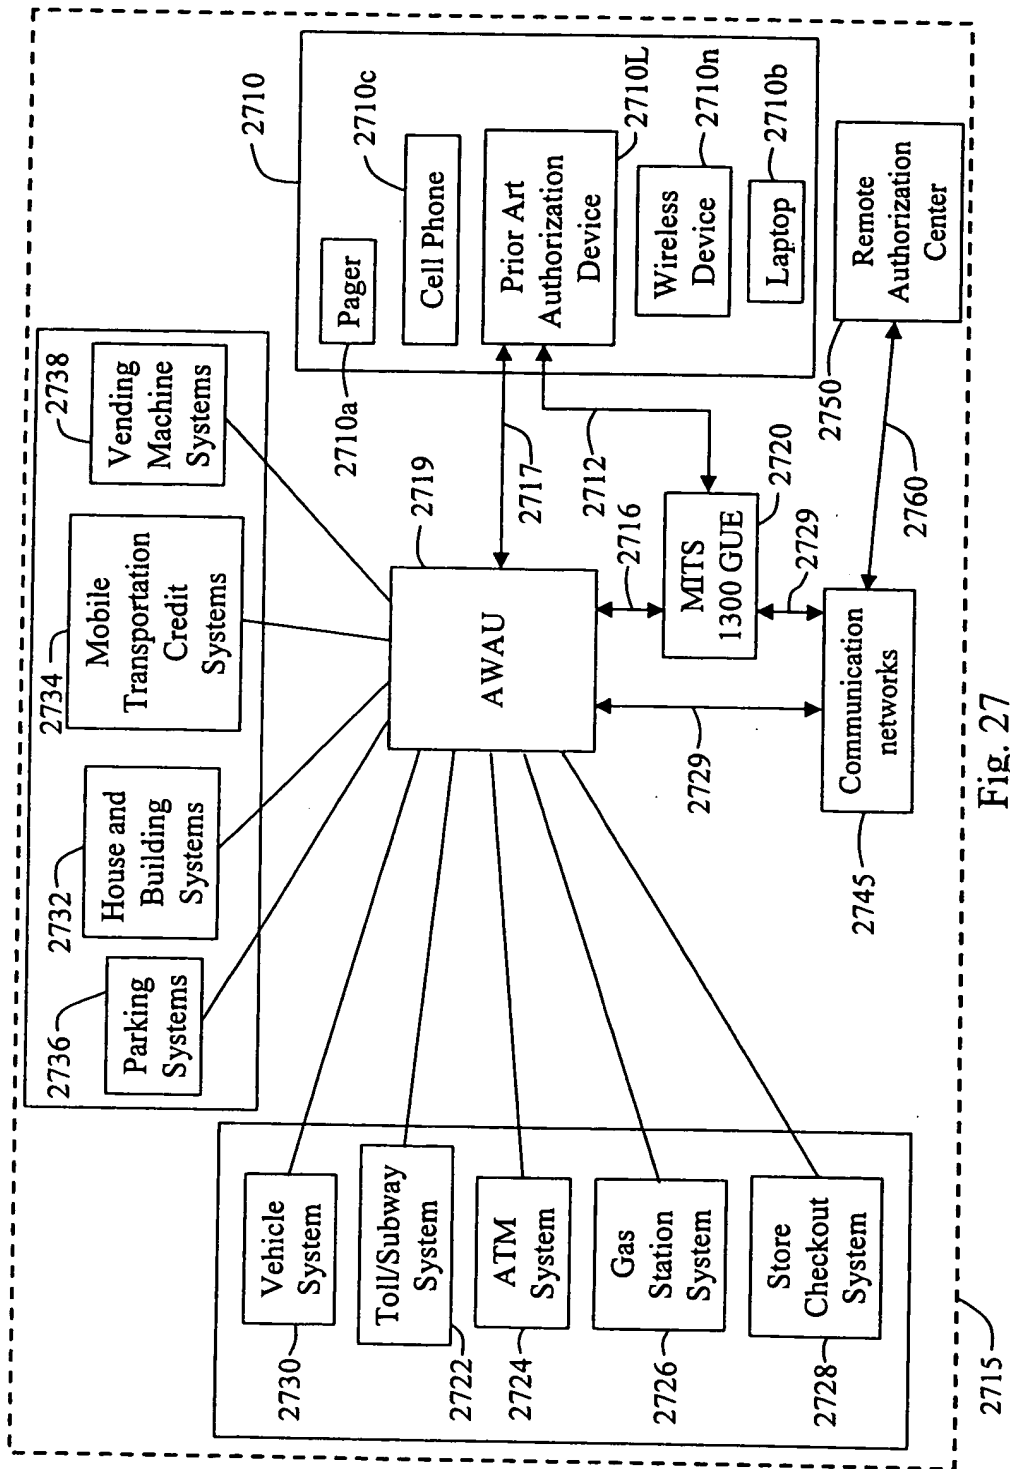 2736
Parking
Systems
2732
House and
Building
Systems
2734
Mobile
Transportation
Credit
Systems
2738
Vending
Machine
Systems
2730
Vehicle
System
2722
Toll/Subway
System
2724
ATM
System
2726
Gas
Station
System
2728
Store
Checkout
System
2719
AWAU
2717
2712
2716
2729
MITS
1300 GUE
2720
2729
2745
Communication
networks
2760
2710
2710a
Pager
2710c
Cell Phone
Prior Art
Authorization
Device
2710L
Wireless
Device
2710n
Laptop
2710b
2750
Remote
Authorization
Center
2715
Fig. 27